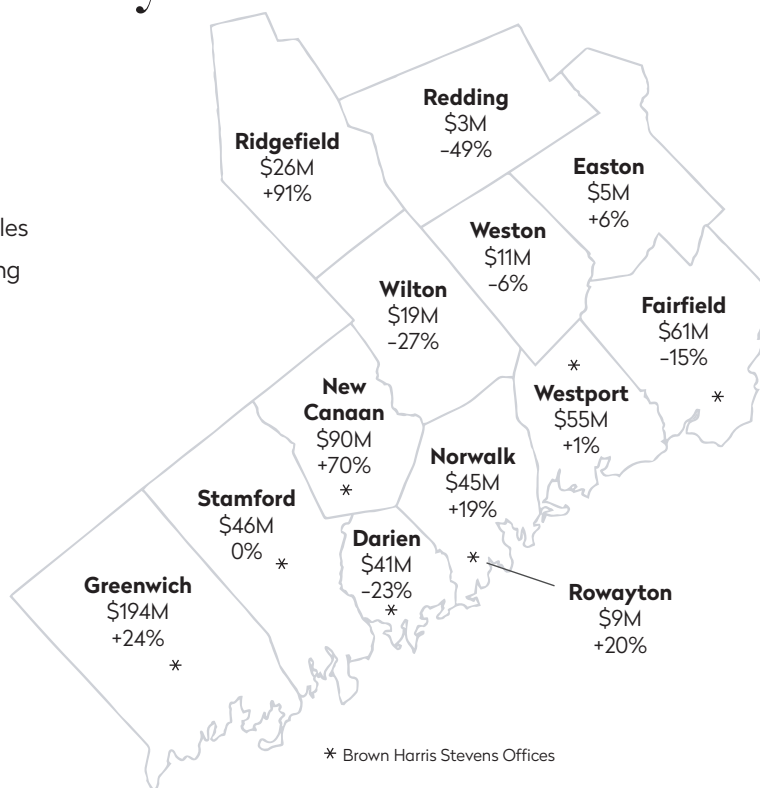 Redding
$3M
-49%
Ridgefield
$26M
+91%
Easton
$5M
+6%
les
ng
Weston
$11M
-6%
Wilton
$19M
-27%
Fairfield
$61M
-15%
*
*
Westport
$55M
+1%
New
Canaan
$90M
+70%
*
Norwalk
$45M
+19%
*
Stamford
$46M
0% *
Darien
$41M
-23%
*
Greenwich
$194M
+24%
*
Rowayton
$9M
+20%
* Brown Harris Stevens Offices